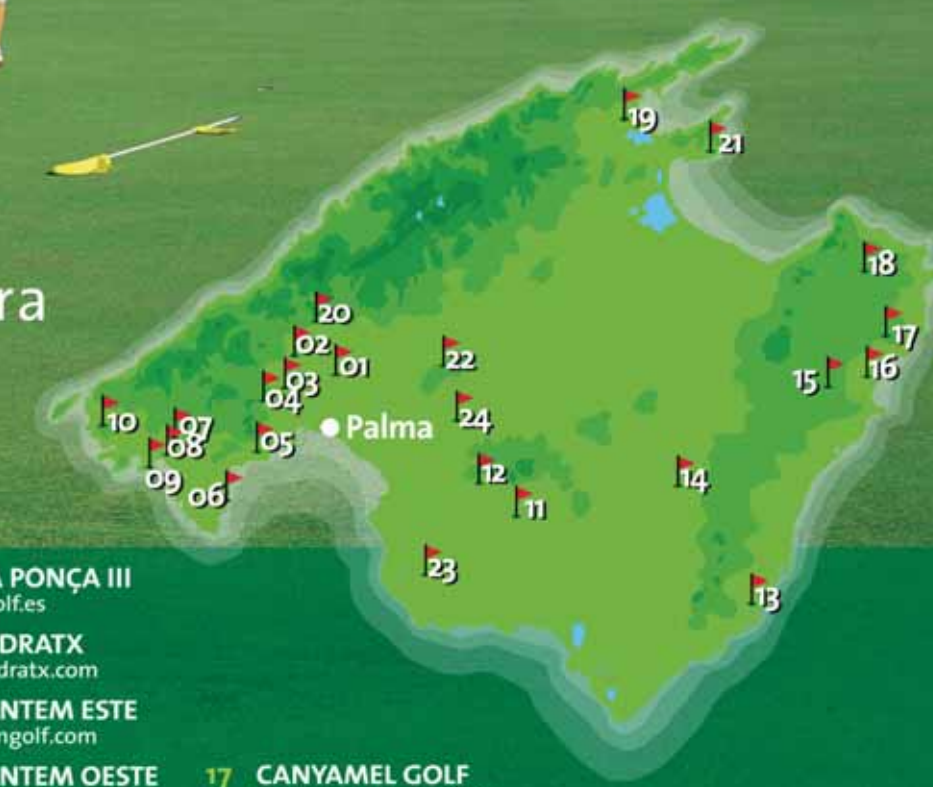 19
21
18
ra
20
17
02
01
22
16
03
15
04
10
24
07
Palma
05
08
12
14
09
06
11
23
13
A PONÇA III
olf.es
DRATX
dratx.com
NTEM ESTE
ngolf.com
NTEM OESTE
17 CANYAMEL GOLF